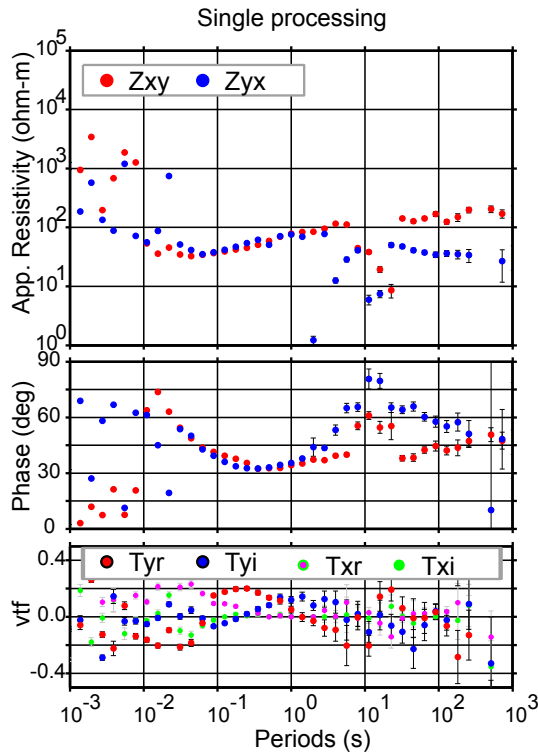 Single processing
App. Resistivity (ohm-m)
10^5
10^4
10^3
10^2
10^1
10^0
Zxy Zyx
Phase (deg)
90
60
30
0
vtf
0.4
0.0
-0.4
Tyr Tyi Txr Txi
10^-3 10^-2 10^-1 10^0 10^1 10^2 10^3
Periods (s)